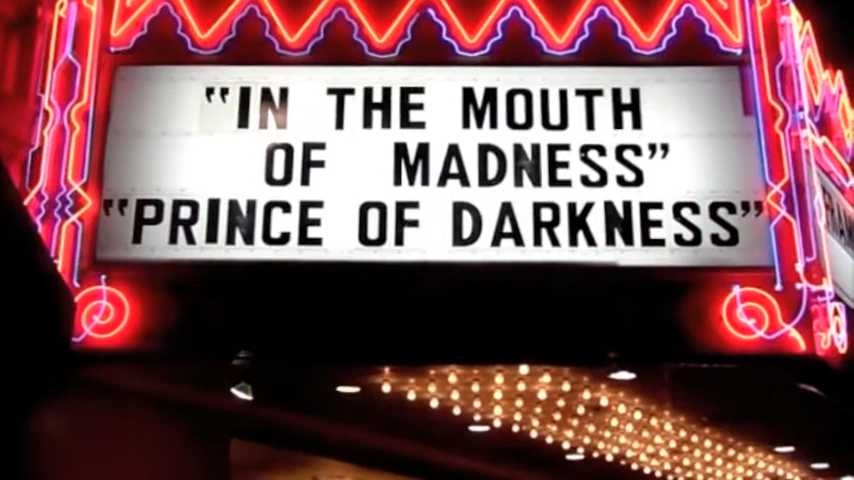 "IN THE MOUTH
OF MADNESS"
"PRINCE OF DARKNESS"